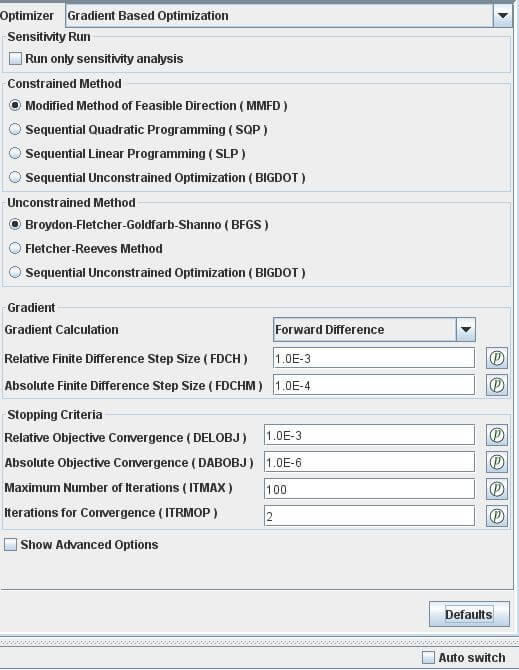 Optimizer Gradient Based Optimization
Sensitivity Run
Run only sensitivity analysis
Constrained Method
Modified Method of Feasible Direction ( MMFD )
Sequential Quadratic Programming ( SQP )
Sequential Linear Programming ( SLP )
Sequential Unconstrained Optimization ( BIGDOT )
Unconstrained Method
Broydon-Fletcher-Goldfarb-Shanno ( BFGS )
Fletcher-Reeves Method
Sequential Unconstrained Optimization ( BIGDOT )
Gradient
Gradient Calculation Forward Difference
Relative Finite Difference Step Size ( FDCH ) 1.0E-3 p
Absolute Finite Difference Step Size ( FDCHM ) 1.0E-4 p
Stopping Criteria
Relative Objective Convergence ( DELOBJ ) 1.0E-3 p
Absolute Objective Convergence ( DABOBJ ) 1.0E-6 p
Maximum Number of Iterations ( ITMAX ) 100 p
Iterations for Convergence ( ITRMOP ) 2 p
Show Advanced Options
Defaults
Auto switch